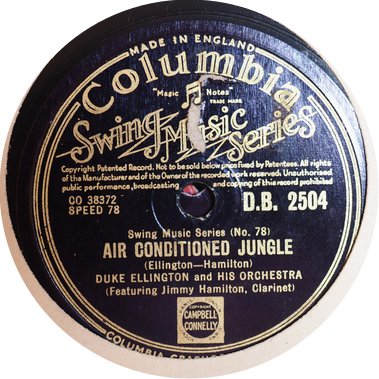 MADE IN ENGLAND
Columbia
"Magic Notes"
TRADE MARK
Swing Music Series
Copyright Patented Record. Not to be sold below price fixed by Patentees. All rights
of the Manufacturers and of the Owner of the recorded work reserved. Unauthorised
public performance, broadcasting and copying of this record prohibited
CO 38372
SPEED 78
D.B. 2504
Swing Music Series (No. 78)
AIR CONDITIONED JUNGLE
(Ellington—Hamilton)
DUKE ELLINGTON and HIS ORCHESTRA
(Featuring Jimmy Hamilton, Clarinet)
COPYRIGHT
CAMPBELL
CONNELLY
COLUMBIA